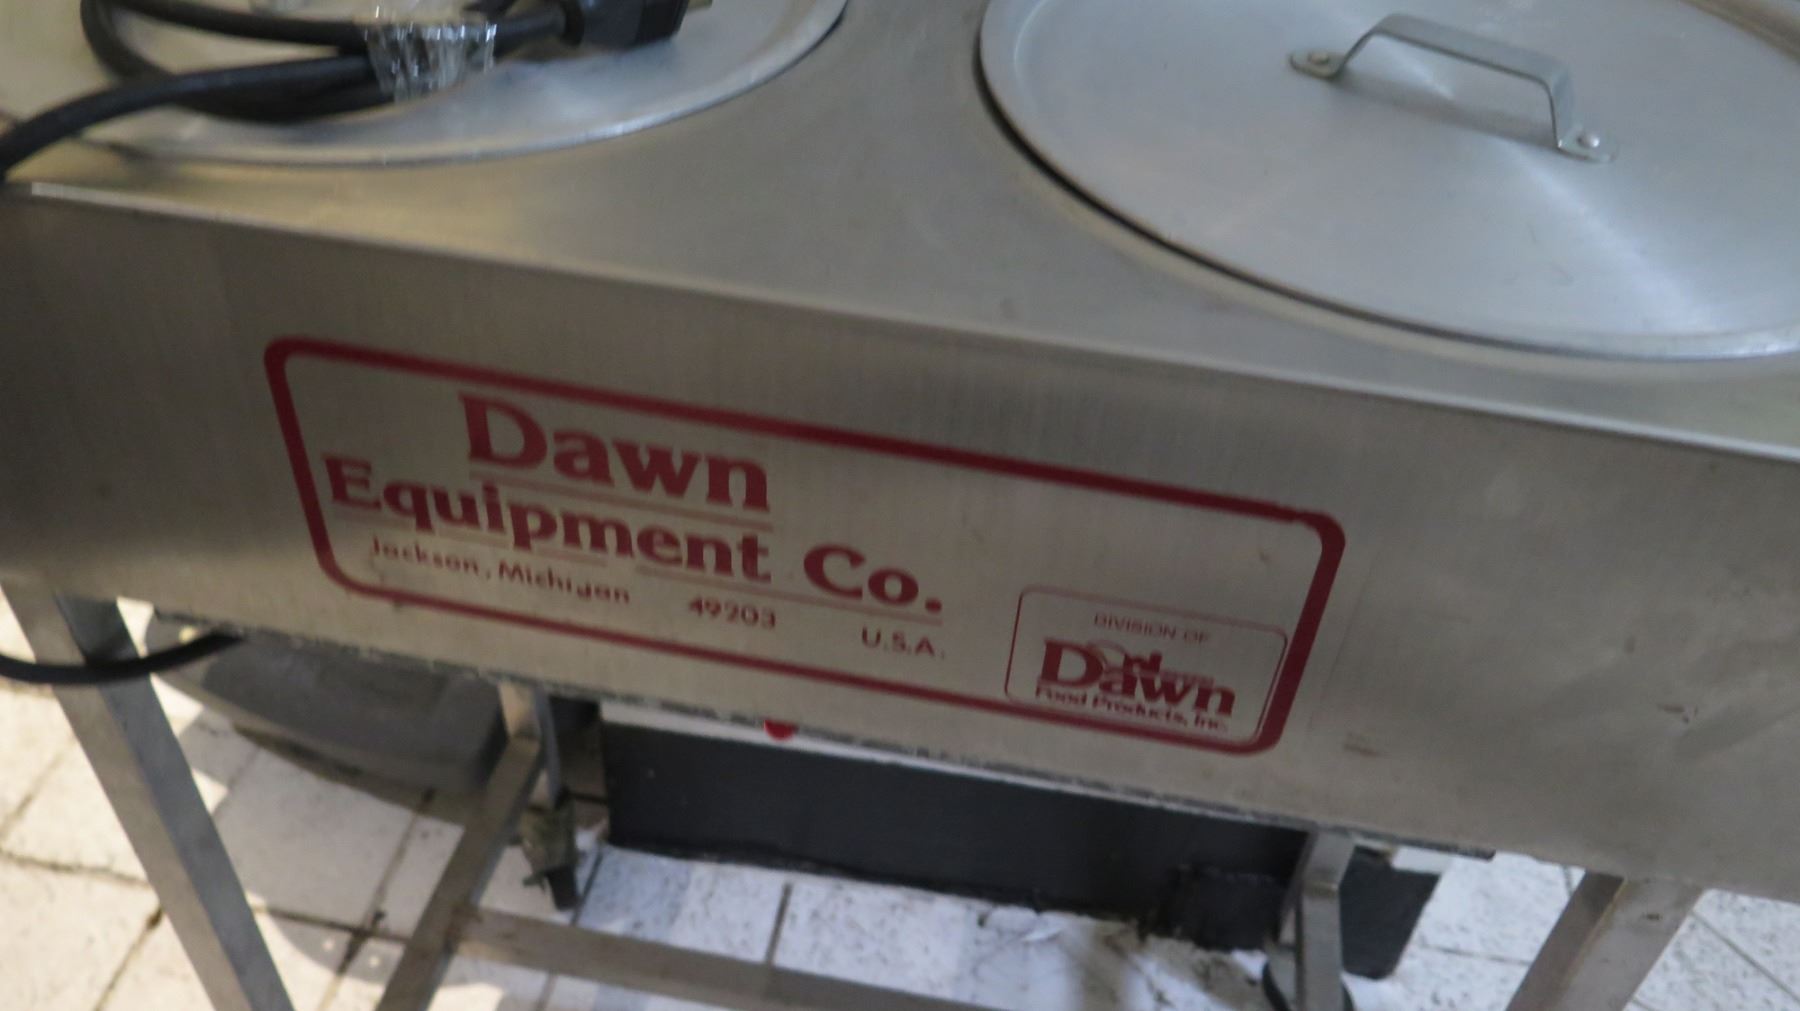 Dawn
Equipment Co.
Jackson, Michigan 49203 U.S.A.
DIVISION OF
Dawn
Food Products, Inc.